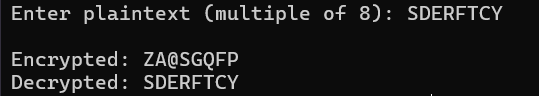 Enter plaintext (multiple of 8): SDERFTCY
Encrypted: ZA@SGQFP
Decrypted: SDERFTCY